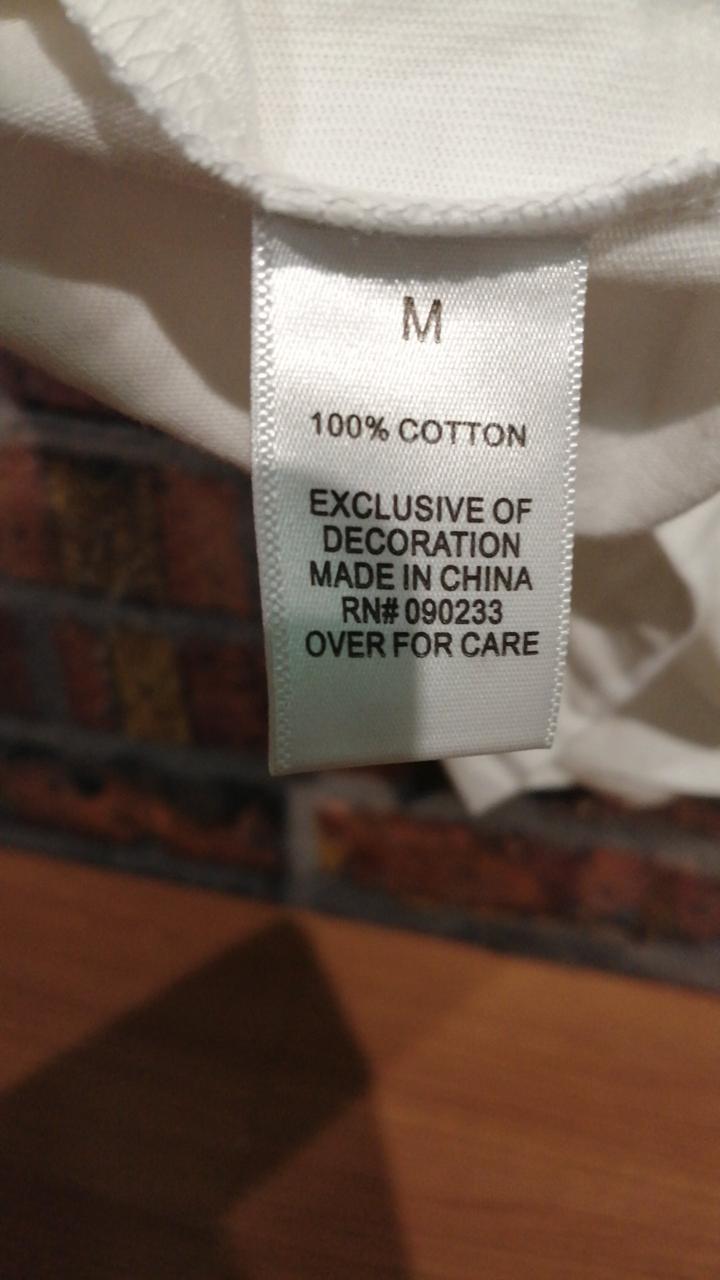 M
100% COTTON
EXCLUSIVE OF
DECORATION
MADE IN CHINA
RN# 090233
OVER FOR CARE